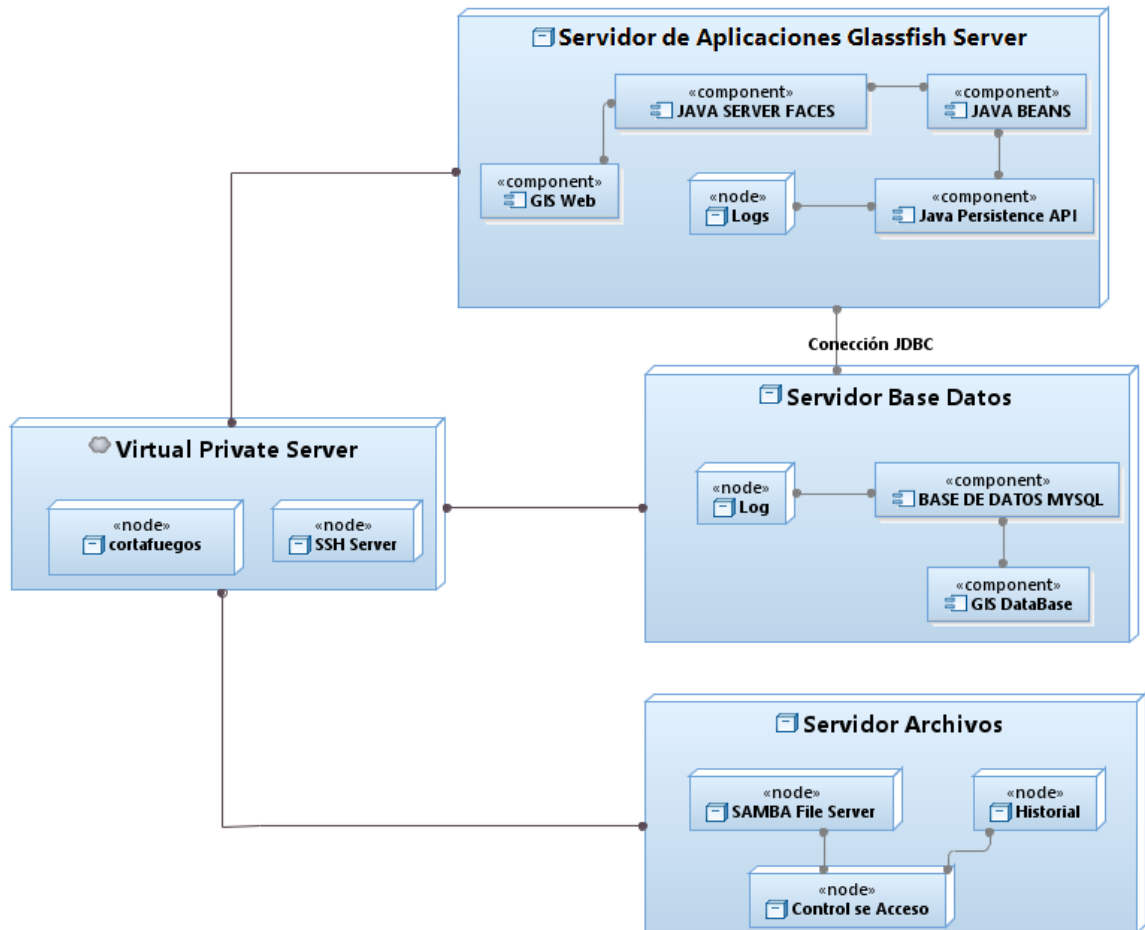 Servidor de Aplicaciones Glassfish Server
«component»
JAVA SERVER FACES
«component»
JAVA BEANS
«component»
GIS Web
«node»
Logs
«component»
Java Persistence API
Conección JDBC
Servidor Base Datos
«node»
Log
«component»
BASE DE DATOS MYSQL
«component»
GIS DataBase
Virtual Private Server
«node»
cortafuegos
«node»
SSH Server
Servidor Archivos
«node»
SAMBA File Server
«node»
Historial
«node»
Control se Acceso